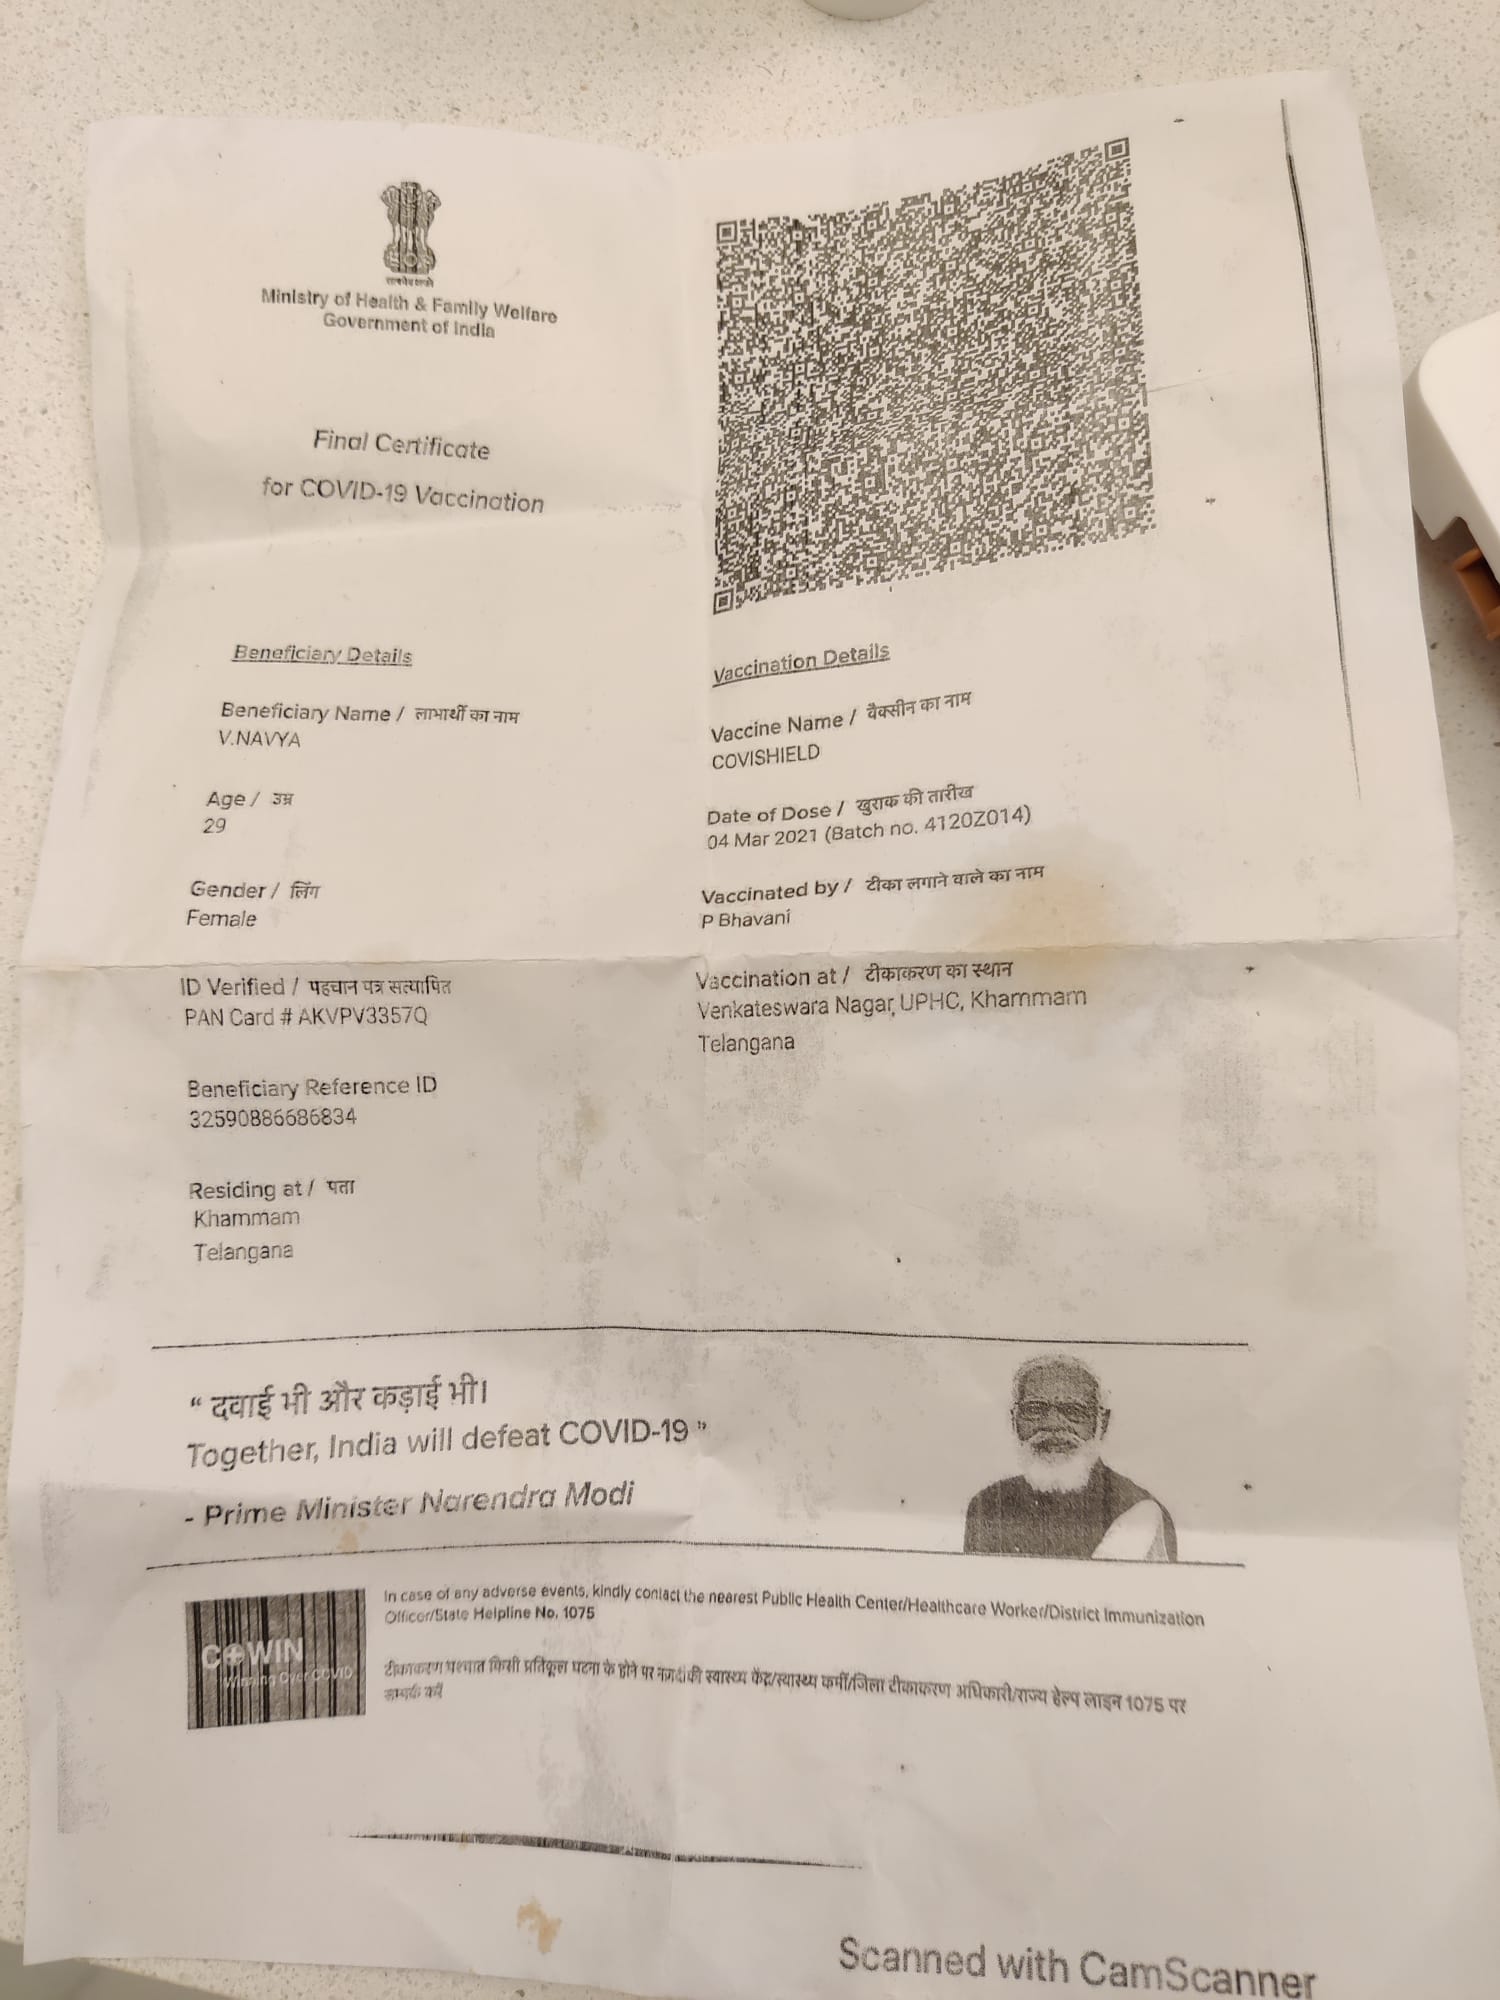 सत्यमेव जयते
Ministry of Health & Family Welfare
Government of India
Final Certificate
for COVID-19 Vaccination
Beneficiary Details
Beneficiary Name / लाभार्थी का नाम
V.NAVYA
Age / उम्र
29
Gender / लिंग
Female
ID Verified / पहचान पत्र सत्यापित
PAN Card # AKVPV3357Q
Beneficiary Reference ID
32590886686834
Residing at / पता
Khammam
Telangana
Vaccination Details
Vaccine Name / वैक्सीन का नाम
COVISHIELD
Date of Dose / खुराक की तारीख
04 Mar 2021 (Batch no. 4120Z014)
Vaccinated by / टीका लगाने वाले का नाम
P Bhavani
Vaccination at / टीकाकरण का स्थान
Venkateswara Nagar, UPHC, Khammam
Telangana
“ दवाई भी और कड़ाई भी।
Together, India will defeat COVID-19 ”
- Prime Minister Narendra Modi
COWIN
Winning Over COVID
In case of any adverse events, kindly contact the nearest Public Health Center/Healthcare Worker/District Immunization
Officer/State Helpline No. 1075
टीकाकरण पश्चात किसी प्रतिकूल घटना के होने पर नजदीकी स्वास्थ्य केंद्र/स्वास्थ्य कर्मी/जिला टीकाकरण अधिकारी/राज्य हेल्प लाइन 1075 पर
सम्पर्क करें
Scanned with CamScanner